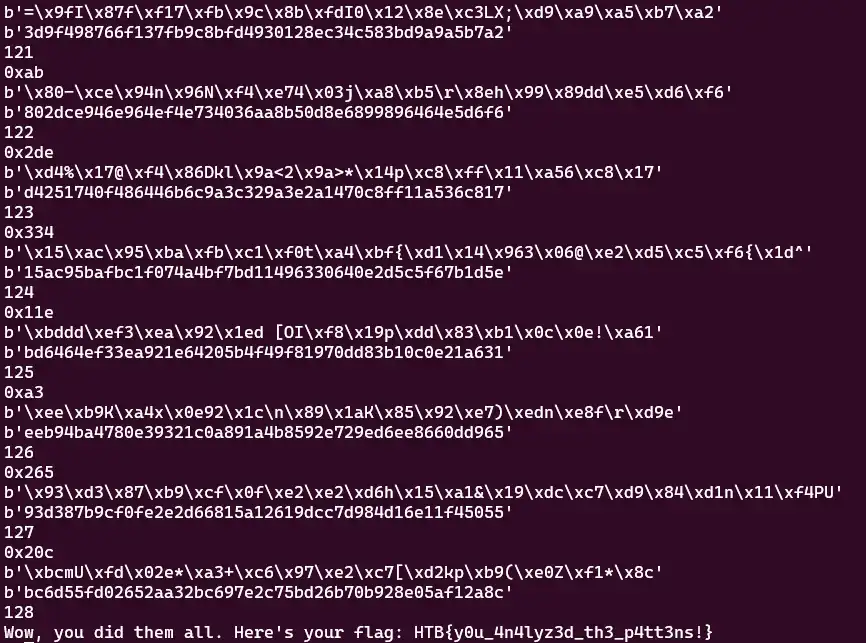 b'=\x9fI\x87f\xf17\xfb\x9c\x8b\xfdI0\x12\x8e\xc3LX;\xd9\xa9\xa5\xb7\xa2'
b'3d9f498766f137fb9c8bfd4930128ec34c583bd9a9a5b7a2'
121
0xab
b'\x80-\xce\x94n\x96N\xf4\xe74\x03j\xa8\xb5\r\x8eh\x99\x89dd\xe5\xd6\xf6'
b'802dce946e964ef4e734036aa8b50d8e6899896464e5d6f6'
122
0x2de
b'\xd4%\x17@\xf4\x86Dkl\x9a<2\x9a>*\x14p\xc8\xff\x11\xa56\xc8\x17'
b'd4251740f486446b6c9a3c329a3e2a1470c8ff11a536c817'
123
0x334
b'\x15\xac\x95\xba\xfb\xc1\xf0t\xa4\xbf{\xd1\x14\x963\x06@\xe2\xd5\xc5\xf6{\x1d^'
b'15ac95bafbc1f074a4bf7bd11496330640e2d5c5f67b1d5e'
124
0x11e
b'\xbddd\xef3\xea\x92\x1ed [OI\xf8\x19p\xdd\x83\xb1\x0c\x0e!\xa61'
b'bd6464ef33ea921e64205b4f49f81970dd83b10c0e21a631'
125
0xa3
b'\xee\xb9K\xa4x\x0e92\x1c\n\x89\x1aK\x85\x92\xe7)\xedn\xe8f\r\xd9e'
b'eeb94ba4780e39321c0a891a4b8592e729ed6ee8660dd965'
126
0x265
b'\x93\xd3\x87\xb9\xcf\x0f\xe2\xe2\xd6h\x15\xa1&\x19\xdc\xc7\xd9\x84\xd1n\x11\xf4PU'
b'93d387b9cf0fe2e2d66815a12619dcc7d984d16e11f45055'
127
0x20c
b'\xbcmU\xfd\x02e*\xa3+\xc6\x97\xe2\xc7[\xd2kp\xb9(\xe0Z\xf1*\x8c'
b'bc6d55fd02652aa32bc697e2c75bd26b70b928e05af12a8c'
128
Wow, you did them all. Here's your flag: HTB{y0u_4n4lyz3d_th3_p4tt3ns!}